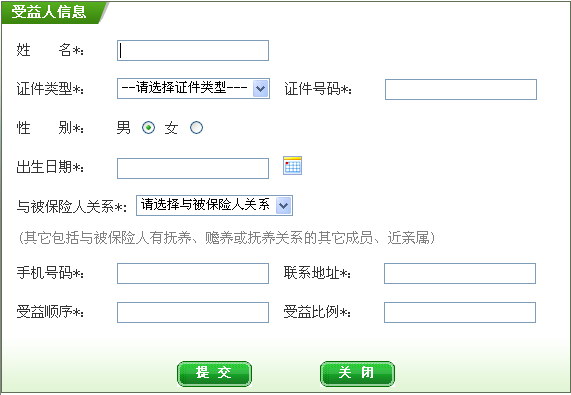 受益人信息
姓　名*:
证件类型*: --请选择证件类型--- 证件号码*:
性　别*: 男 女
出生日期*:
与被保险人关系*: 请选择与被保险人关系
(其它包括与被保险人有抚养、赡养或抚养关系的其它成员、近亲属)
手机号码*: 联系地址*:
受益顺序*: 受益比例*:
提 交 关 闭